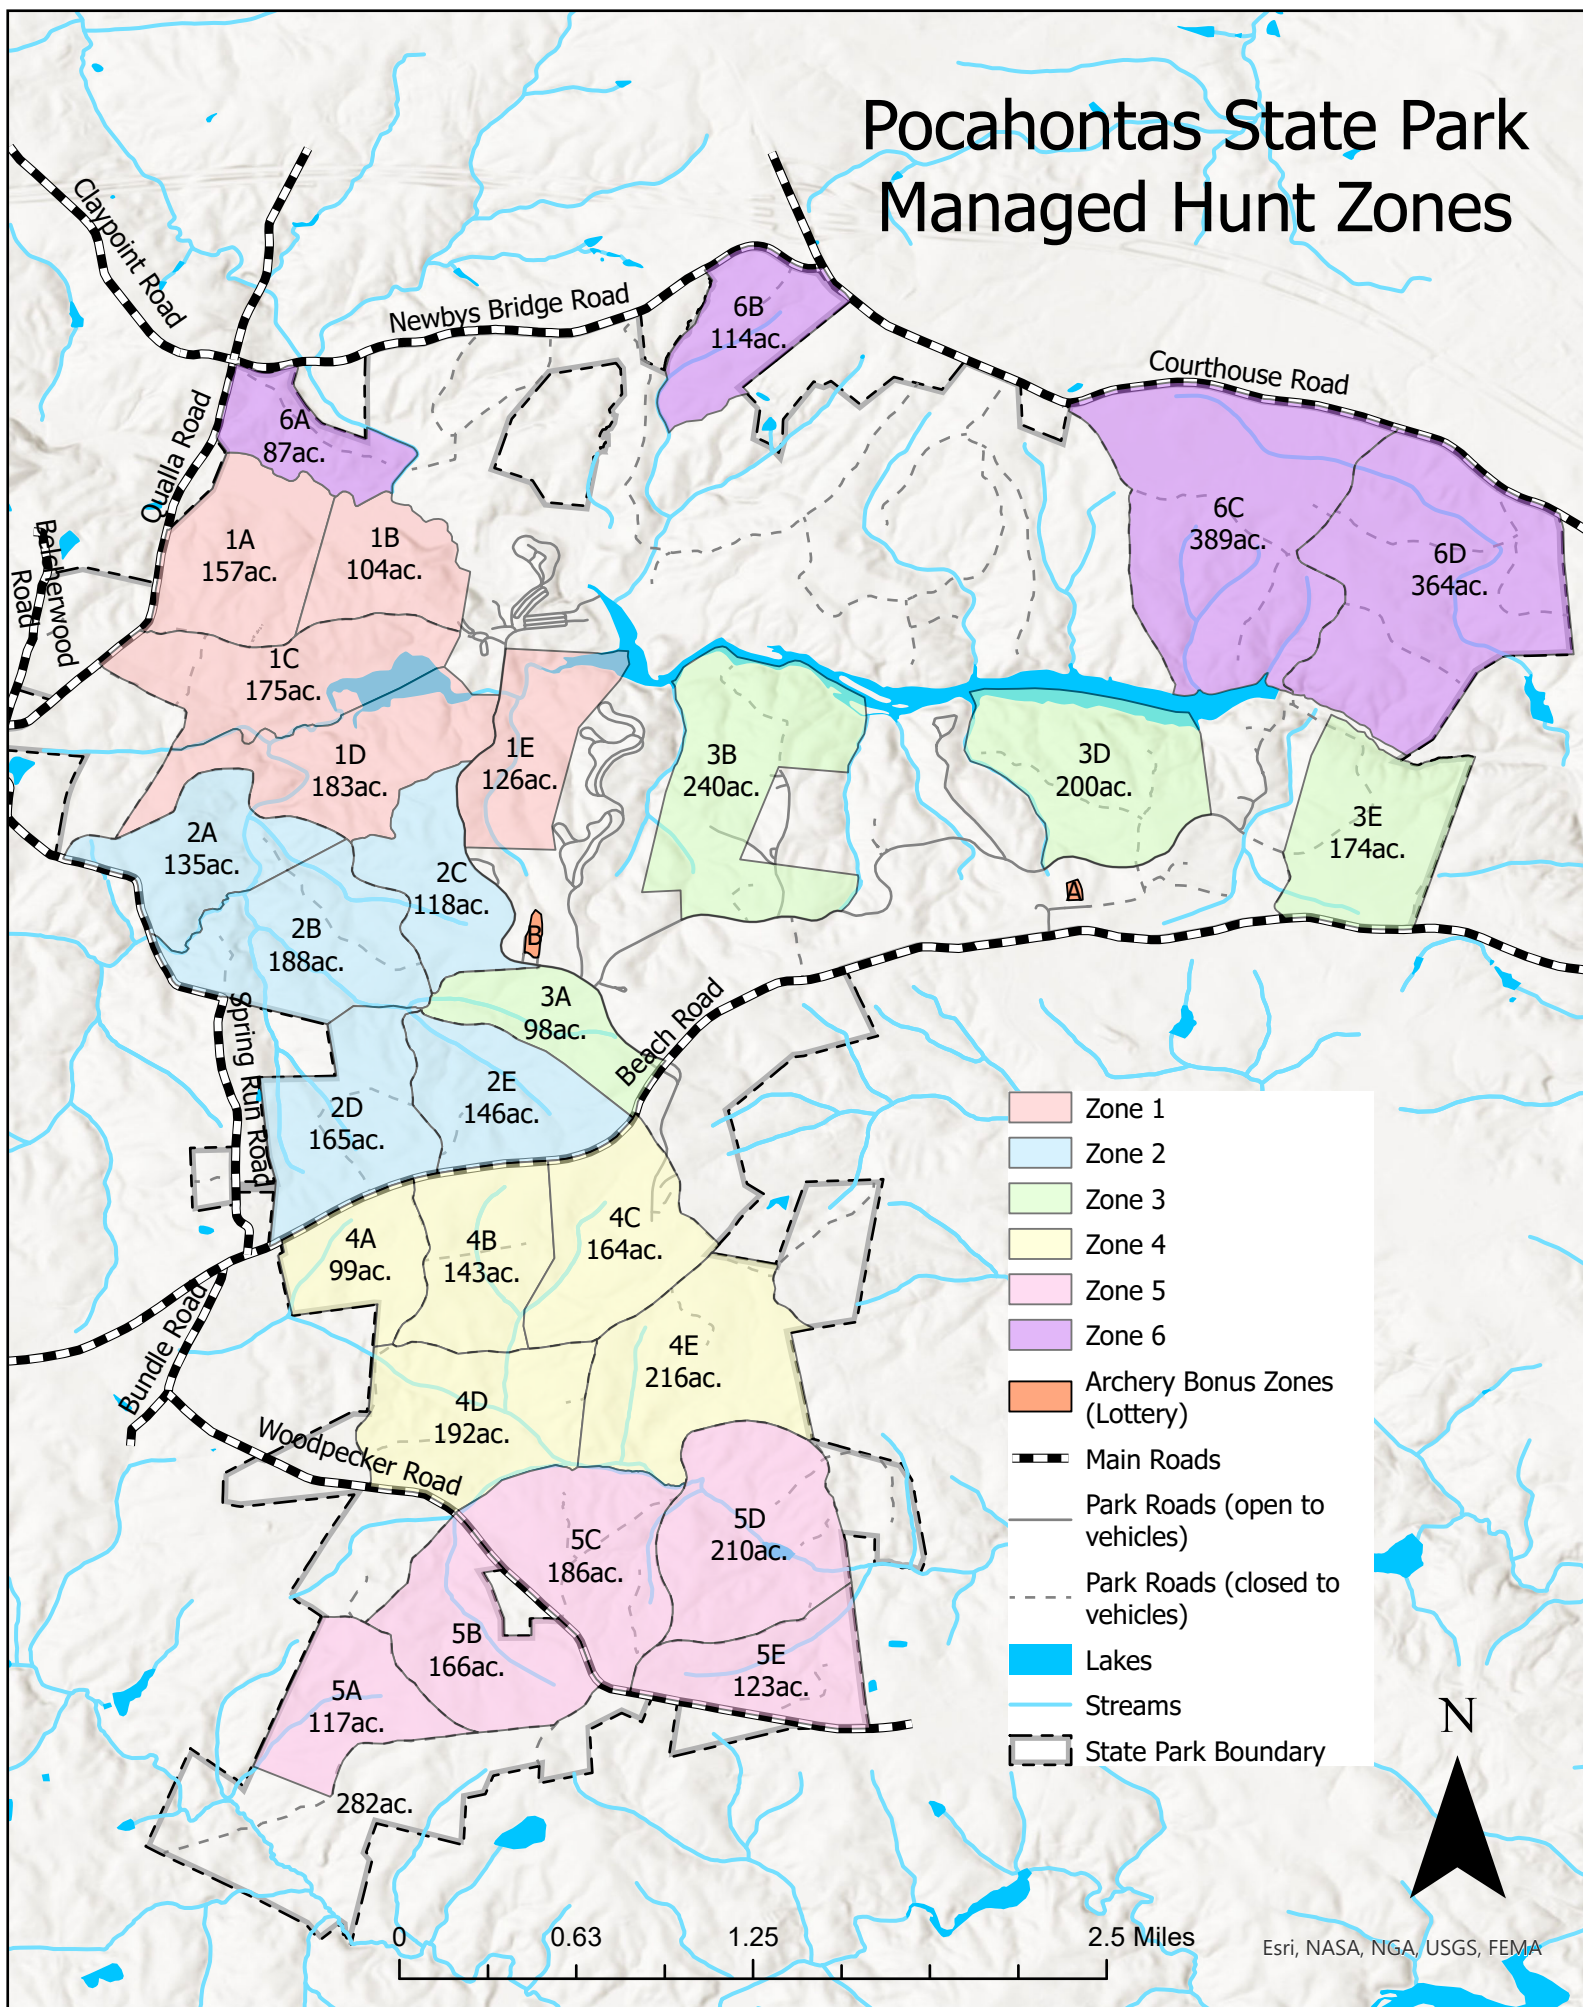 Pocahontas State Park
Managed Hunt Zones
Claypoint Road
Newbys Bridge Road
Courthouse Road
Qualla Road
Belcherwood
Road
6A
87ac.
6B
114ac.
6C
389ac.
6D
364ac.
1A
157ac.
1B
104ac.
1C
175ac.
1D
183ac.
1E
126ac.
3B
240ac.
3D
200ac.
3E
174ac.
2A
135ac.
2B
188ac.
2C
118ac.
A
B
3A
98ac.
Beach Road
Spring Run Road
2D
165ac.
2E
146ac.
4A
99ac.
4B
143ac.
4C
164ac.
4D
192ac.
4E
216ac.
Bundle Road
Woodpecker Road
5A
117ac.
5B
166ac.
5C
186ac.
5D
210ac.
5E
123ac.
282ac.
Zone 1
Zone 2
Zone 3
Zone 4
Zone 5
Zone 6
Archery Bonus Zones
(Lottery)
Main Roads
Park Roads (open to
vehicles)
Park Roads (closed to
vehicles)
Lakes
Streams
State Park Boundary
N
0 0.63 1.25 2.5 Miles
Esri, NASA, NGA, USGS, FEMA